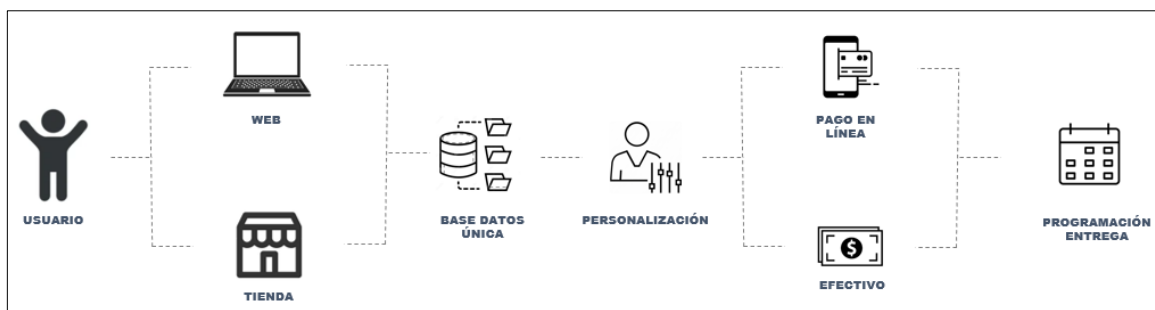 USUARIO
WEB
TIENDA
BASE DATOS
ÚNICA
PERSONALIZACIÓN
PAGO EN
LÍNEA
$
EFECTIVO
PROGRAMACIÓN
ENTREGA